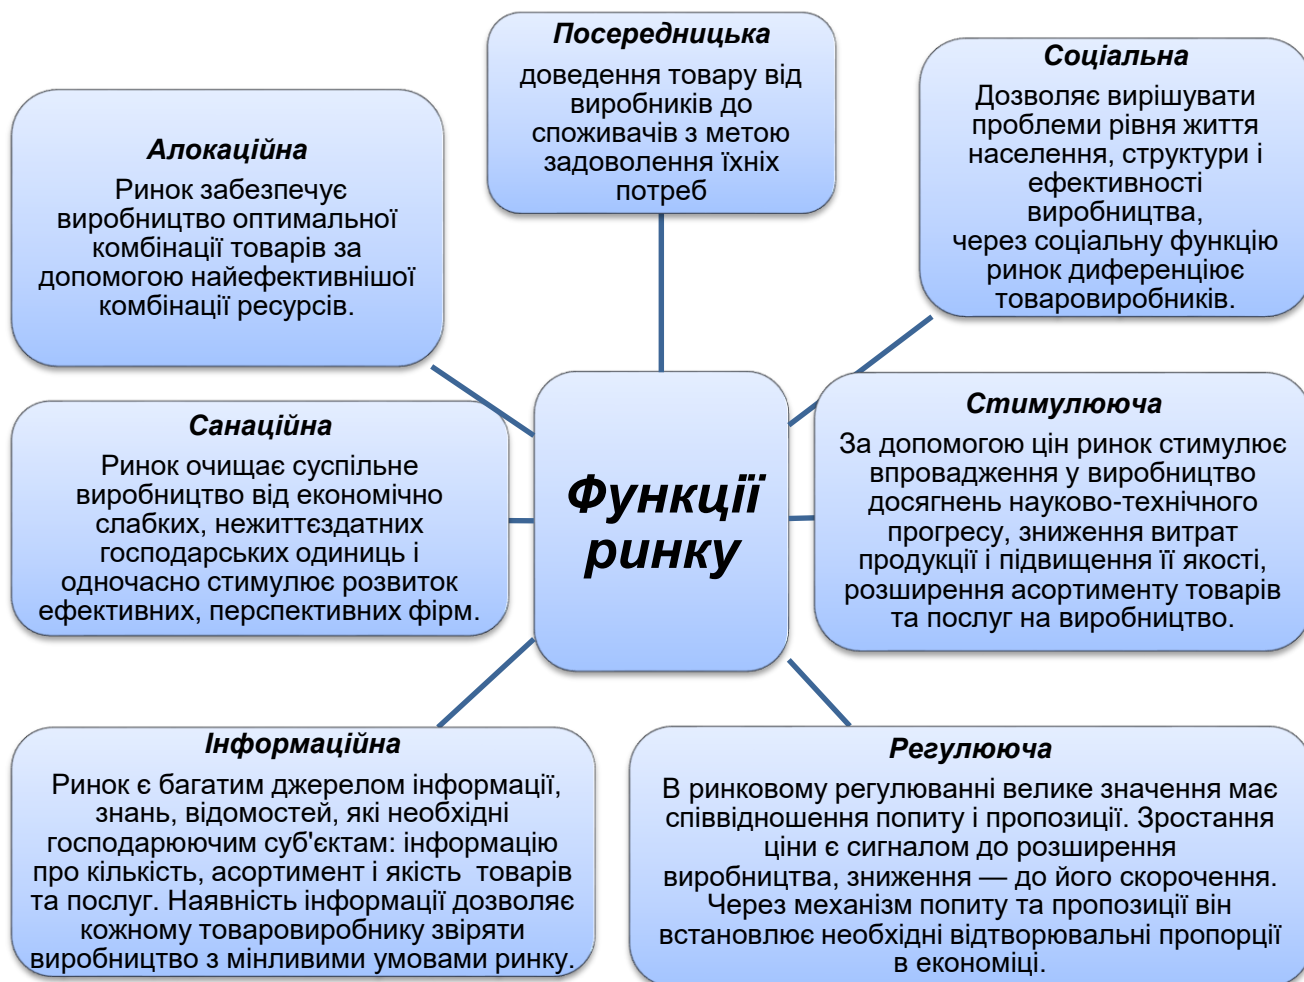 Посередницька
доведення товару від
виробників до
споживачів з метою
задоволення їхніх
потреб
Соціальна
Дозволяє вирішувати
проблеми рівня життя
населення, структури і
ефективності
виробництва,
через соціальну функцію
ринок диференціює
товаровиробників.
Алокаційна
Ринок забезпечує
виробництво оптимальної
комбінації товарів за
допомогою найефективнішої
комбінації ресурсів.
Санаційна
Ринок очищає суспільне
виробництво від економічно
слабких, нежиттєздатних
господарських одиниць і
одночасно стимулює розвиток
ефективних, перспективних фірм.
Функції
ринку
Стимулююча
За допомогою цін ринок стимулює
впровадження у виробництво
досягнень науково-технічного
прогресу, зниження витрат
продукції і підвищення її якості,
розширення асортименту товарів
та послуг на виробництво.
Інформаційна
Ринок є багатим джерелом інформації,
знань, відомостей, які необхідні
господарюючим суб'єктам: інформацію
про кількість, асортимент і якість товарів
та послуг. Наявність інформації дозволяє
кожному товаровиробнику звіряти
виробництво з мінливими умовами ринку.
Регулююча
В ринковому регулюванні велике значення має
співвідношення попиту і пропозиції. Зростання
ціни є сигналом до розширення
виробництва, зниження — до його скорочення.
Через механізм попиту та пропозиції він
встановлює необхідні відтворювальні пропорції
в економіці.